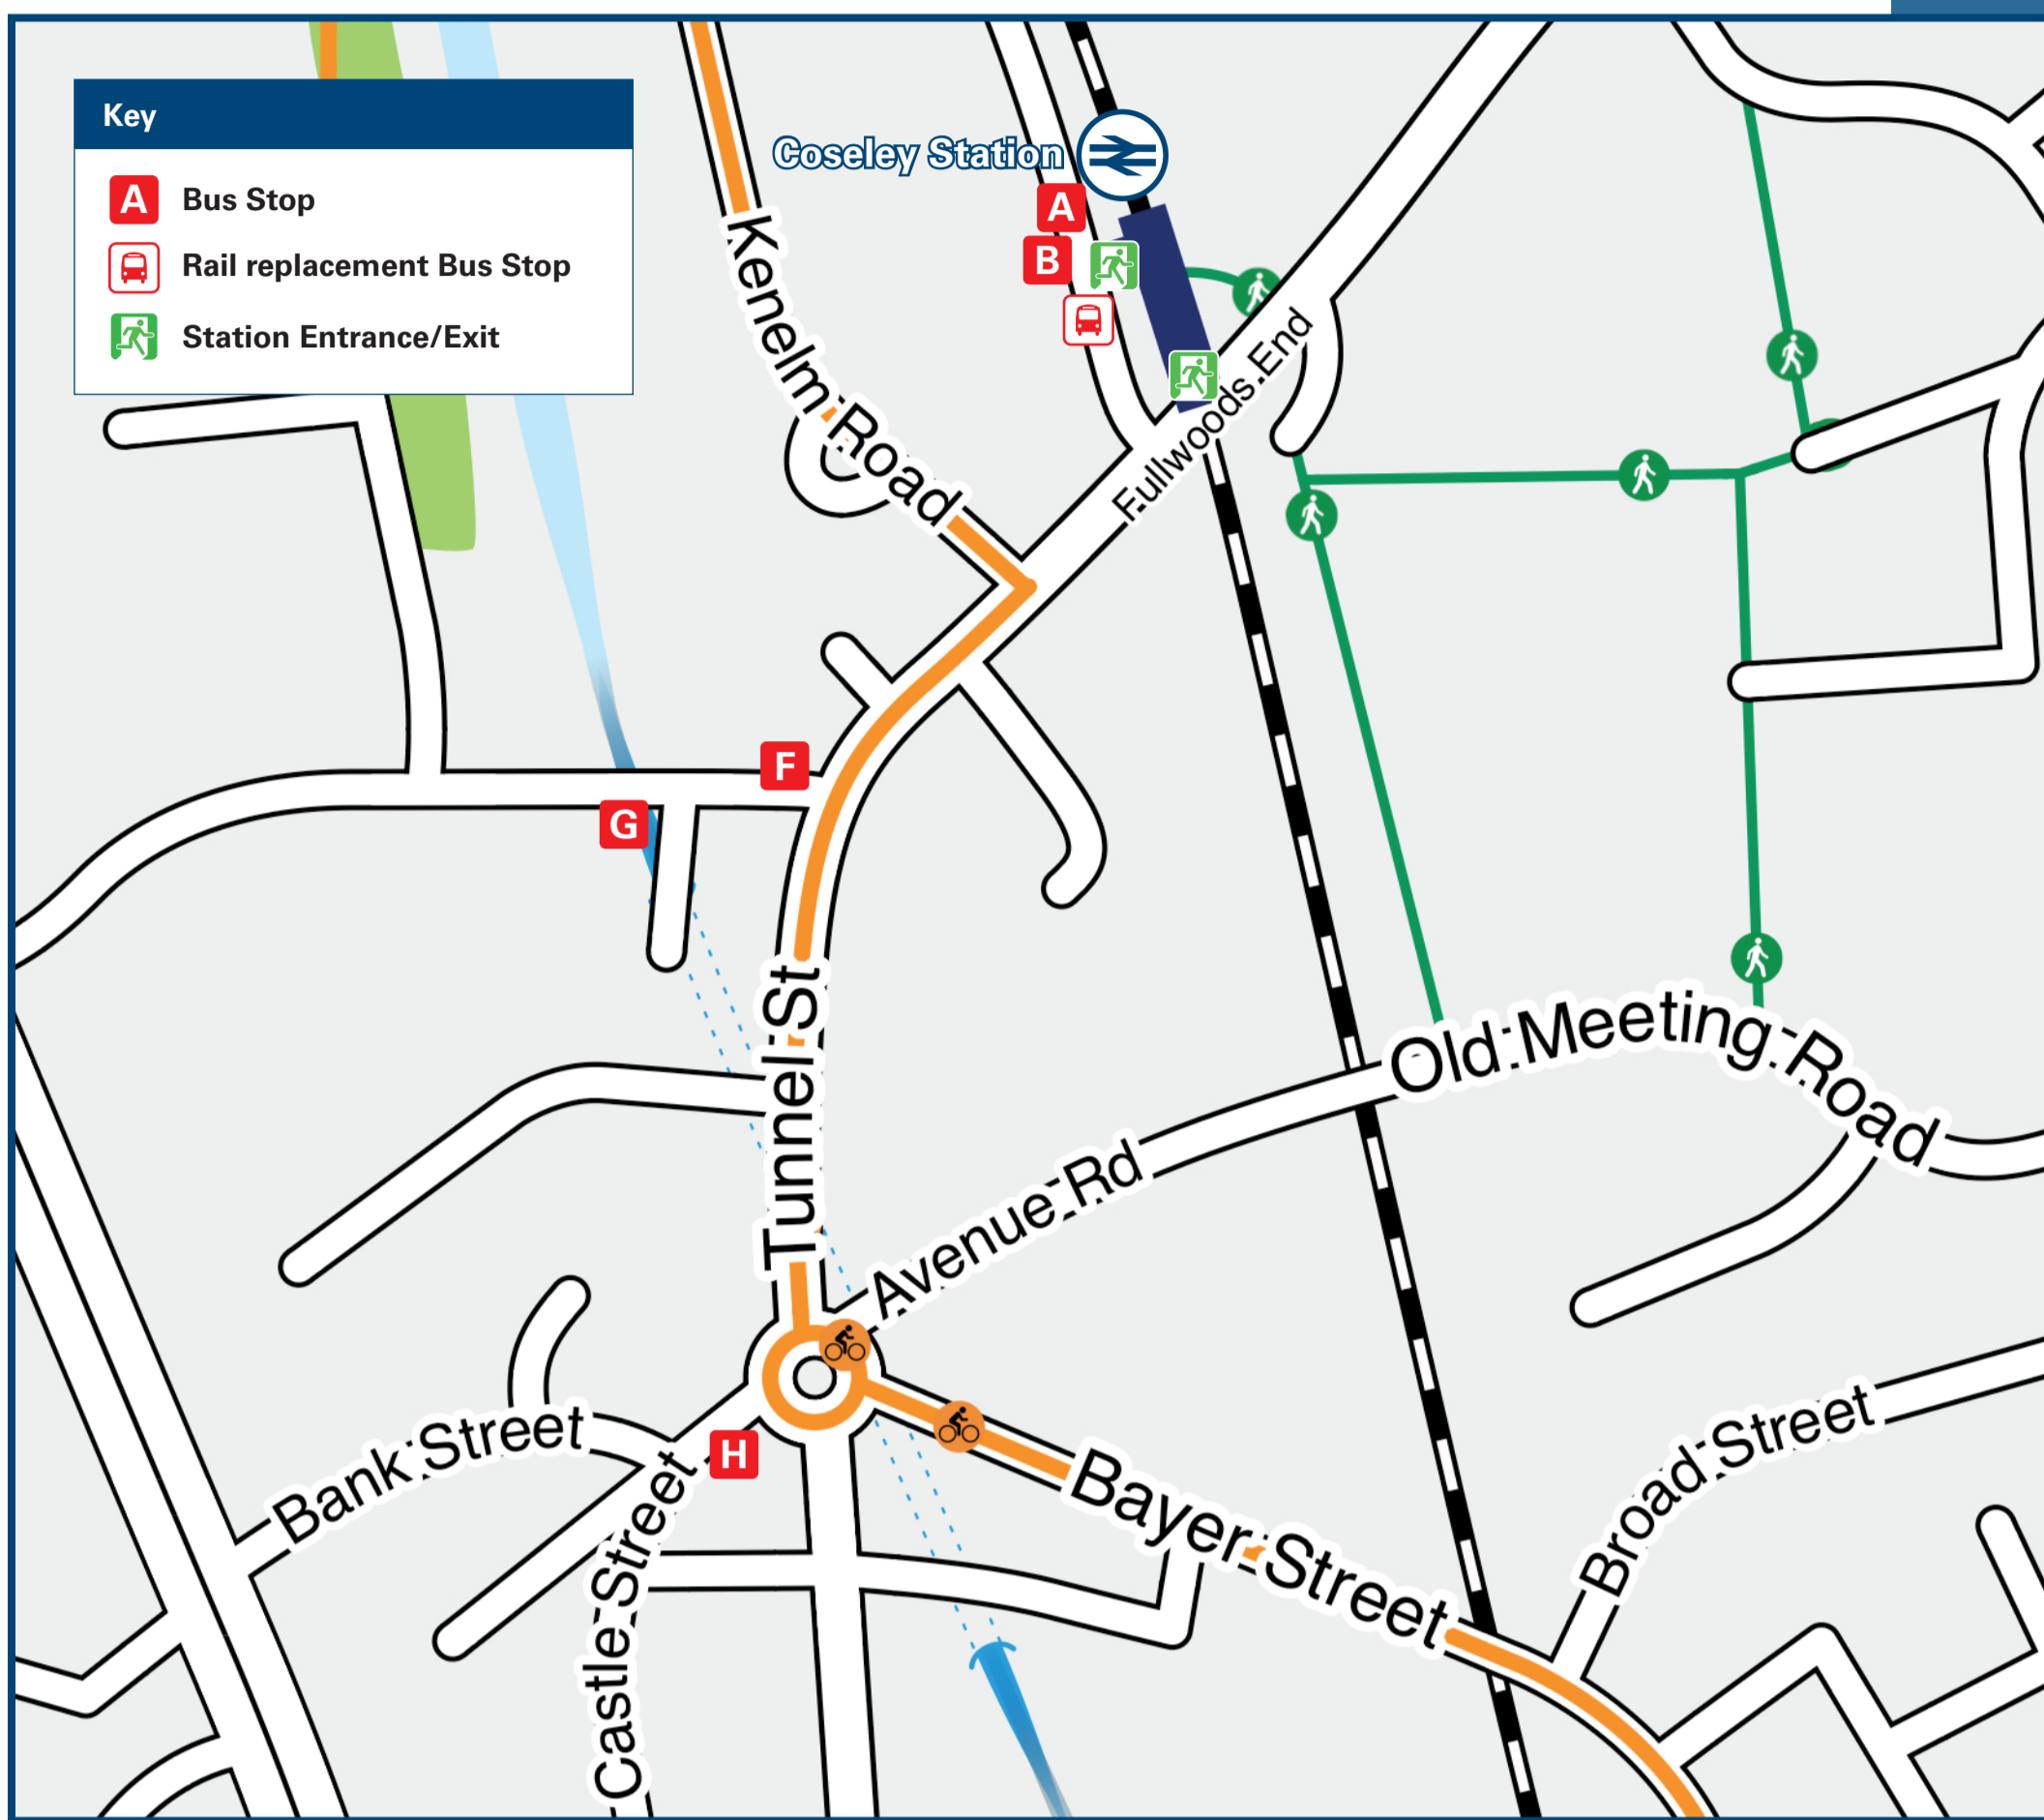 Key
A Bus Stop
Rail replacement Bus Stop
Station Entrance/Exit
Coseley Station
A
B
Kenelm Road
Fullwoods End
F
G
Tunnel St
Old Meeting Road
Avenue Rd
H
Bank Street
Castle Street
Bayer Street
Broad Street